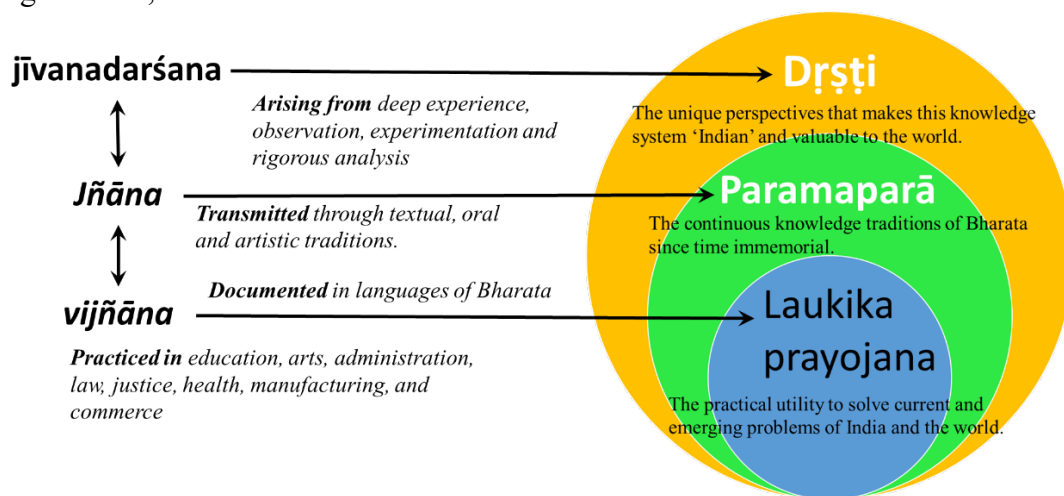 jīvanadarśana
Dṛṣṭi
Arising from deep experience,
observation, experimentation and
rigorous analysis
The unique perspectives that makes this knowledge
system ‘Indian’ and valuable to the world.
Jñāna
Paramaparā
Transmitted through textual, oral
and artistic traditions.
The continuous knowledge traditions of Bharata
since time immemorial.
Documented in languages of Bharata
vijñāna
Laukika
prayojana
Practiced in education, arts, administration,
law, justice, health, manufacturing, and
commerce
The practical utility to solve current and
emerging problems of India and the world.